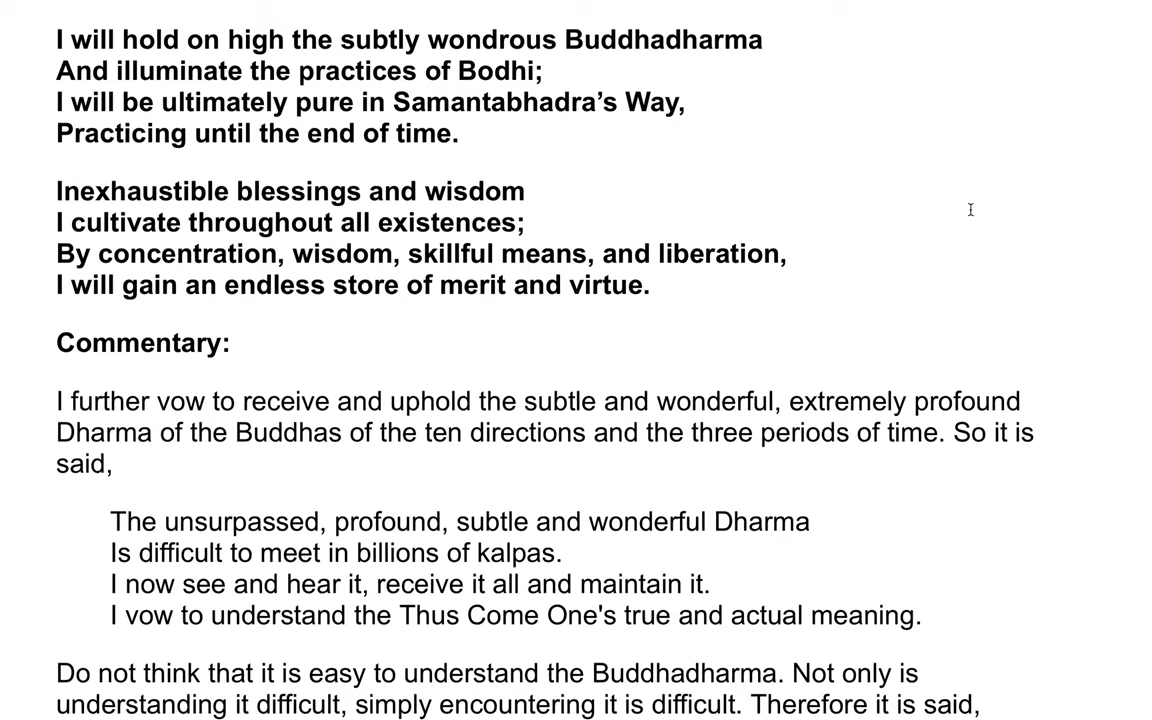 I will hold on high the subtly wondrous Buddhadharma
And illuminate the practices of Bodhi;
I will be ultimately pure in Samantabhadra’s Way,
Practicing until the end of time.
Inexhaustible blessings and wisdom
I cultivate throughout all existences;
By concentration, wisdom, skillful means, and liberation,
I will gain an endless store of merit and virtue.
Commentary:
I further vow to receive and uphold the subtle and wonderful, extremely profound
Dharma of the Buddhas of the ten directions and the three periods of time. So it is
said,
The unsurpassed, profound, subtle and wonderful Dharma
Is difficult to meet in billions of kalpas.
I now see and hear it, receive it all and maintain it.
I vow to understand the Thus Come One's true and actual meaning.
Do not think that it is easy to understand the Buddhadharma. Not only is
understanding it difficult, simply encountering it is difficult. Therefore it is said,